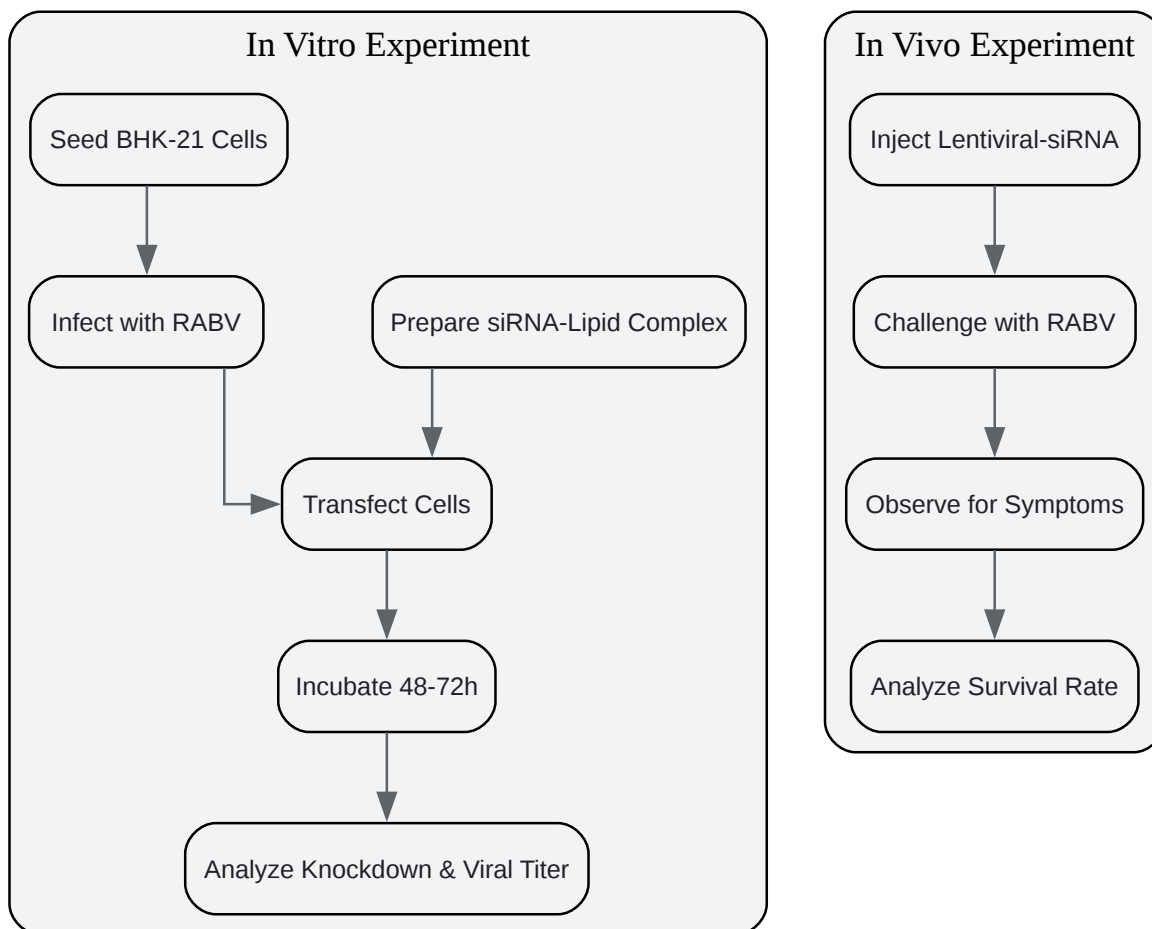 In Vitro Experiment
Seed BHK-21 Cells
Infect with RABV
Prepare siRNA-Lipid Complex
Transfect Cells
Incubate 48-72h
Analyze Knockdown & Viral Titer
In Vivo Experiment
Inject Lentiviral-siRNA
Challenge with RABV
Observe for Symptoms
Analyze Survival Rate